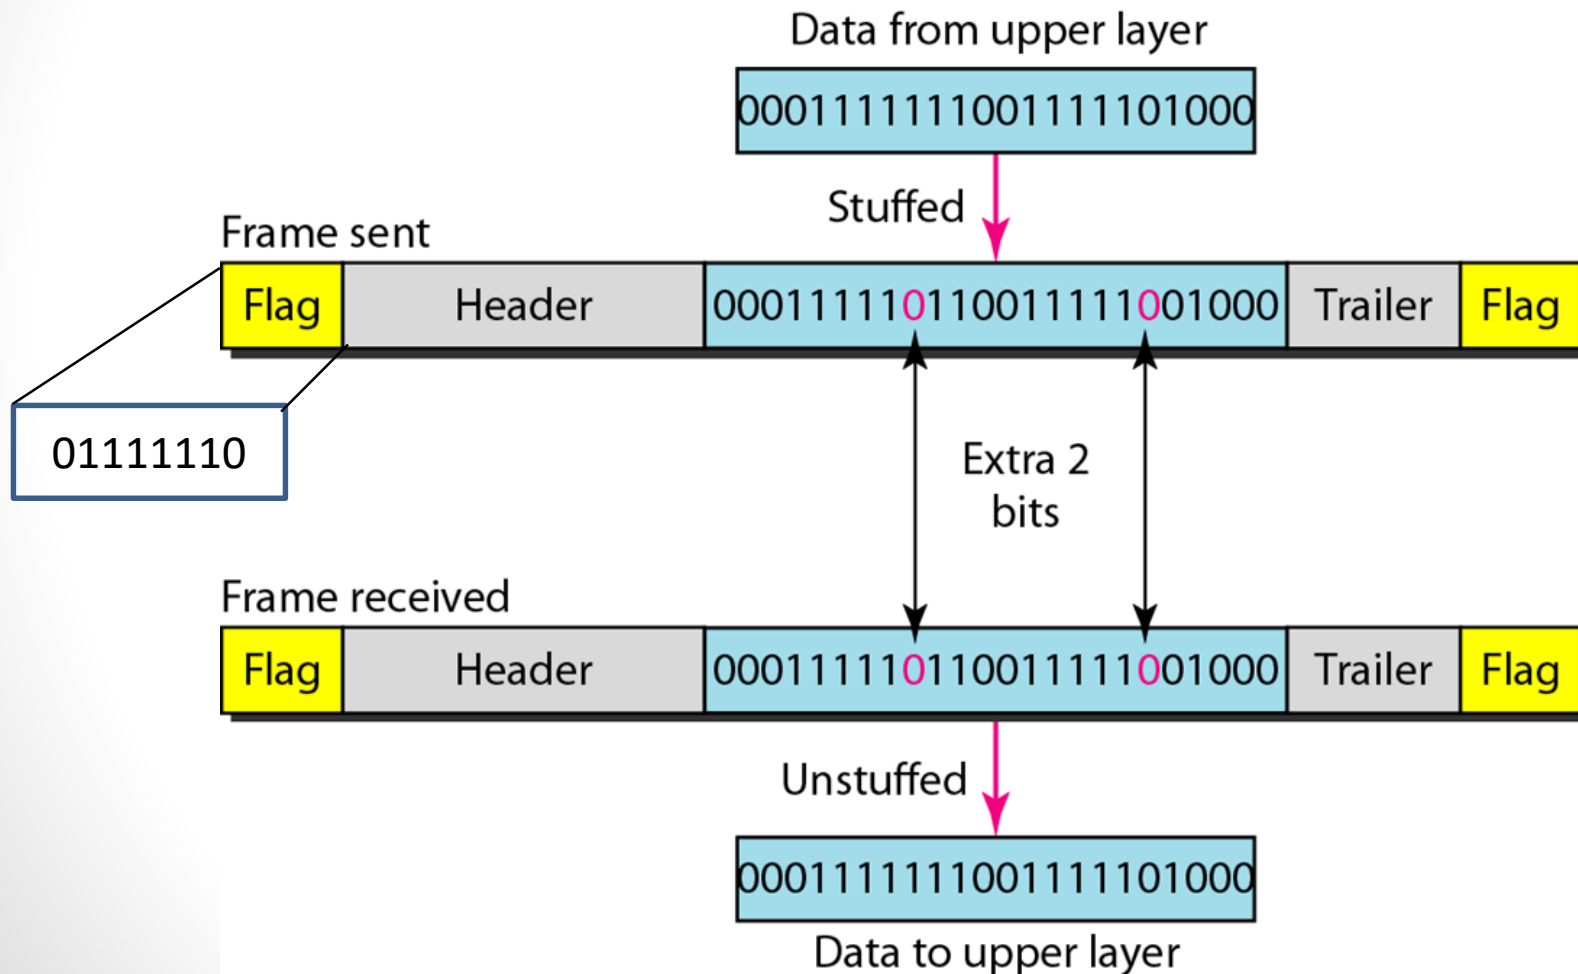 Data from upper layer
0001111111001111101000
Stuffed
Frame sent
Flag Header 000111110110011111001000 Trailer Flag
01111110
Extra 2
bits
Frame received
Flag Header 000111110110011111001000 Trailer Flag
Unstuffed
0001111111001111101000
Data to upper layer